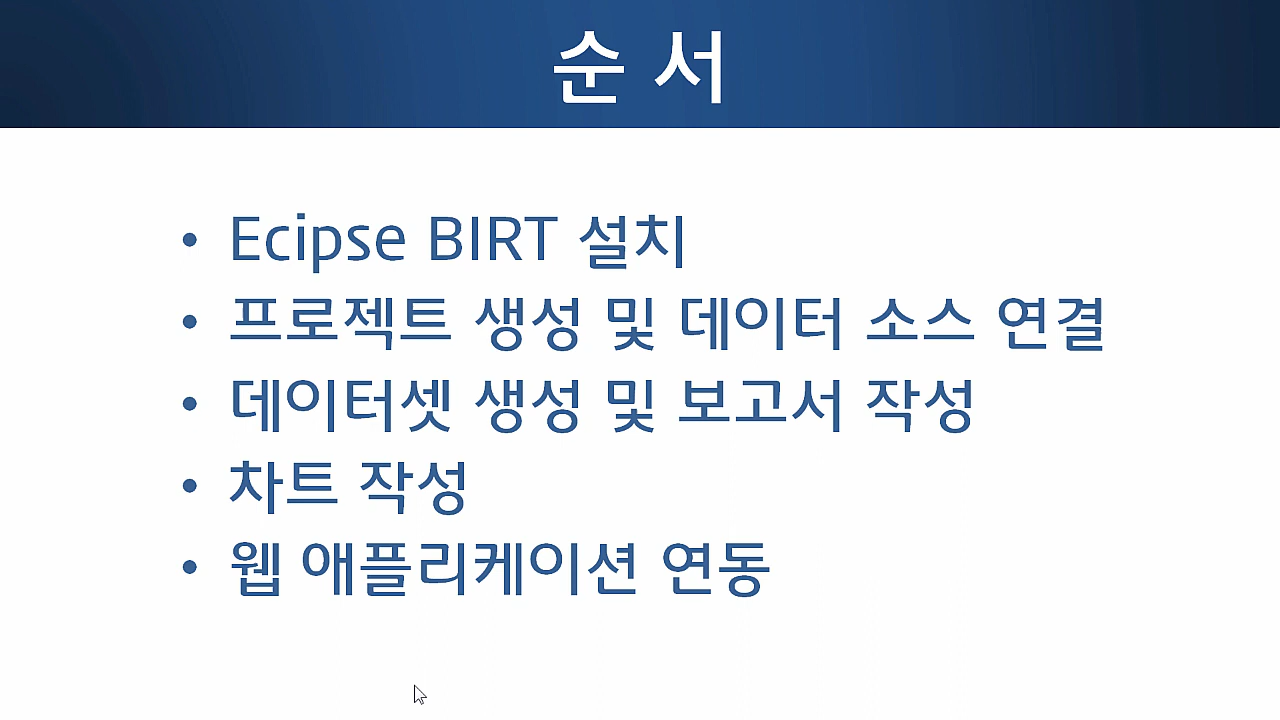 순 서
• Ecipse BIRT 설치
• 프로젝트 생성 및 데이터 소스 연결
• 데이터셋 생성 및 보고서 작성
• 차트 작성
• 웹 애플리케이션 연동